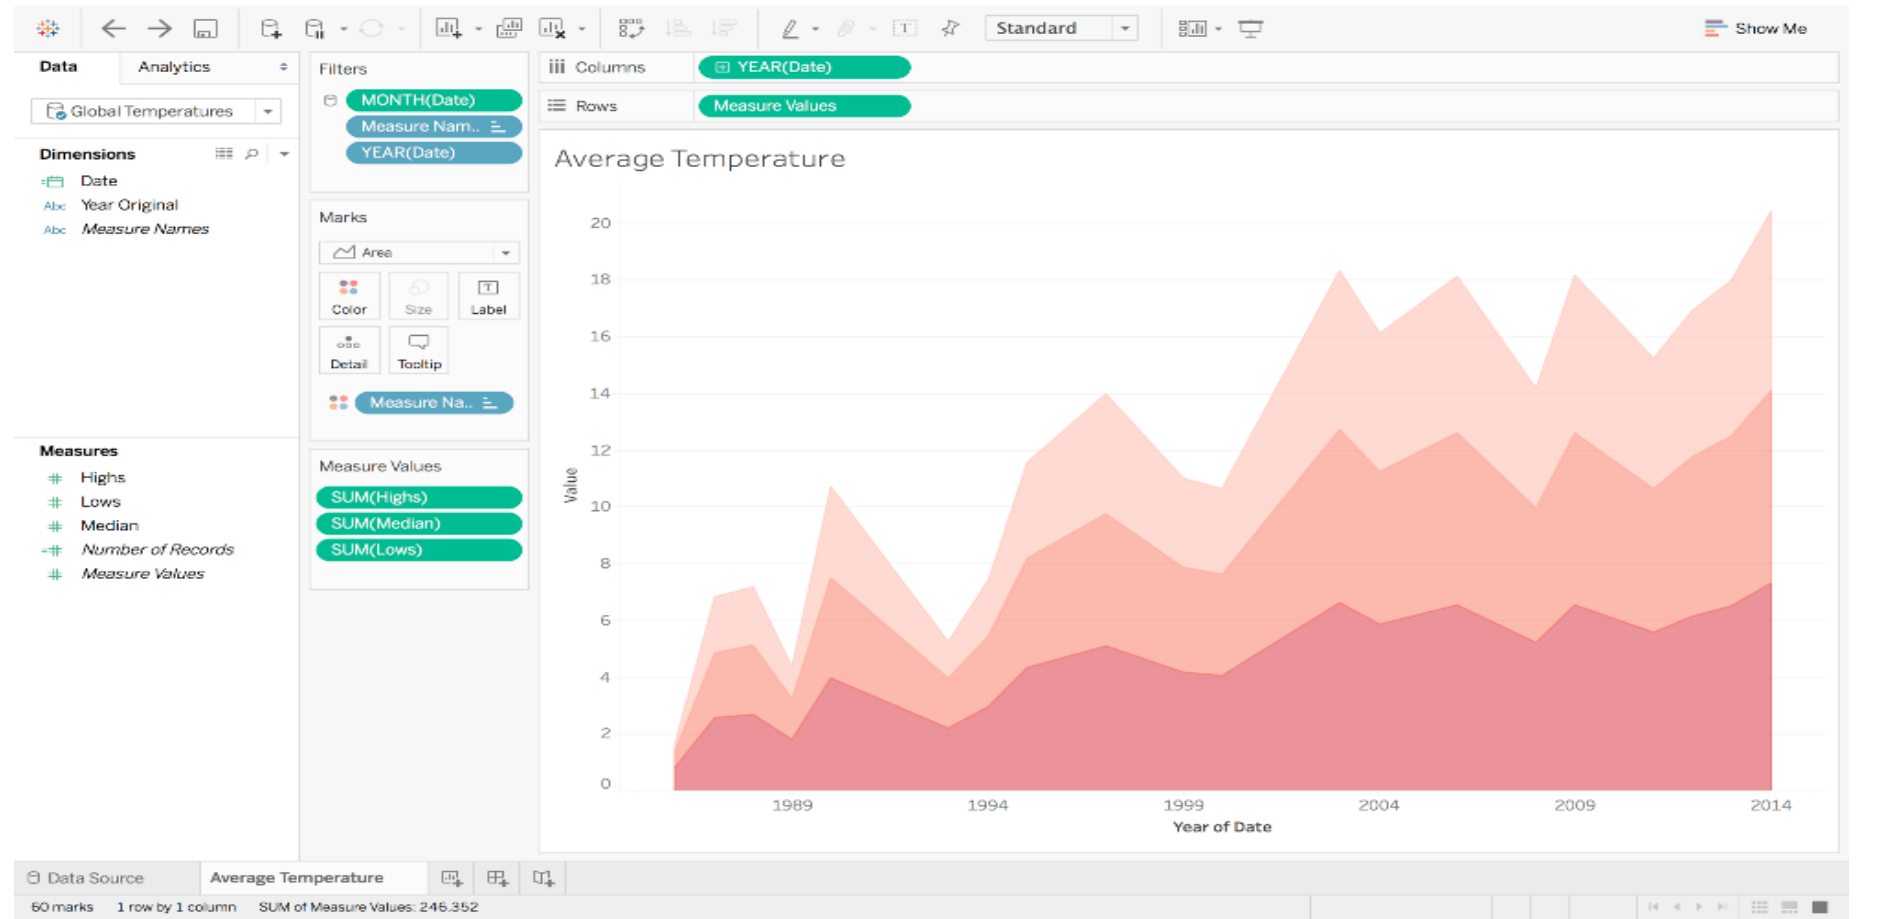 Standard
Show Me
Data
Analytics
Global Temperatures
Dimensions
Date
Abc Year Original
Abc Measure Names
Measures
Highs
Lows
Median
Number of Records
Measure Values
Filters
MONTH(Date)
Measure Nam..
YEAR(Date)
Marks
Area
Color Size Label
Detail Tooltip
Measure Na..
Measure Values
SUM(Highs)
SUM(Median)
SUM(Lows)
Columns YEAR(Date)
Rows Measure Values
Average Temperature
20
18
16
14
12
10
8
6
4
2
0
Value
1989 1994 1999 2004 2009 2014
Year of Date
Data Source Average Temperature
60 marks 1 row by 1 column SUM of Measure Values: 246.352